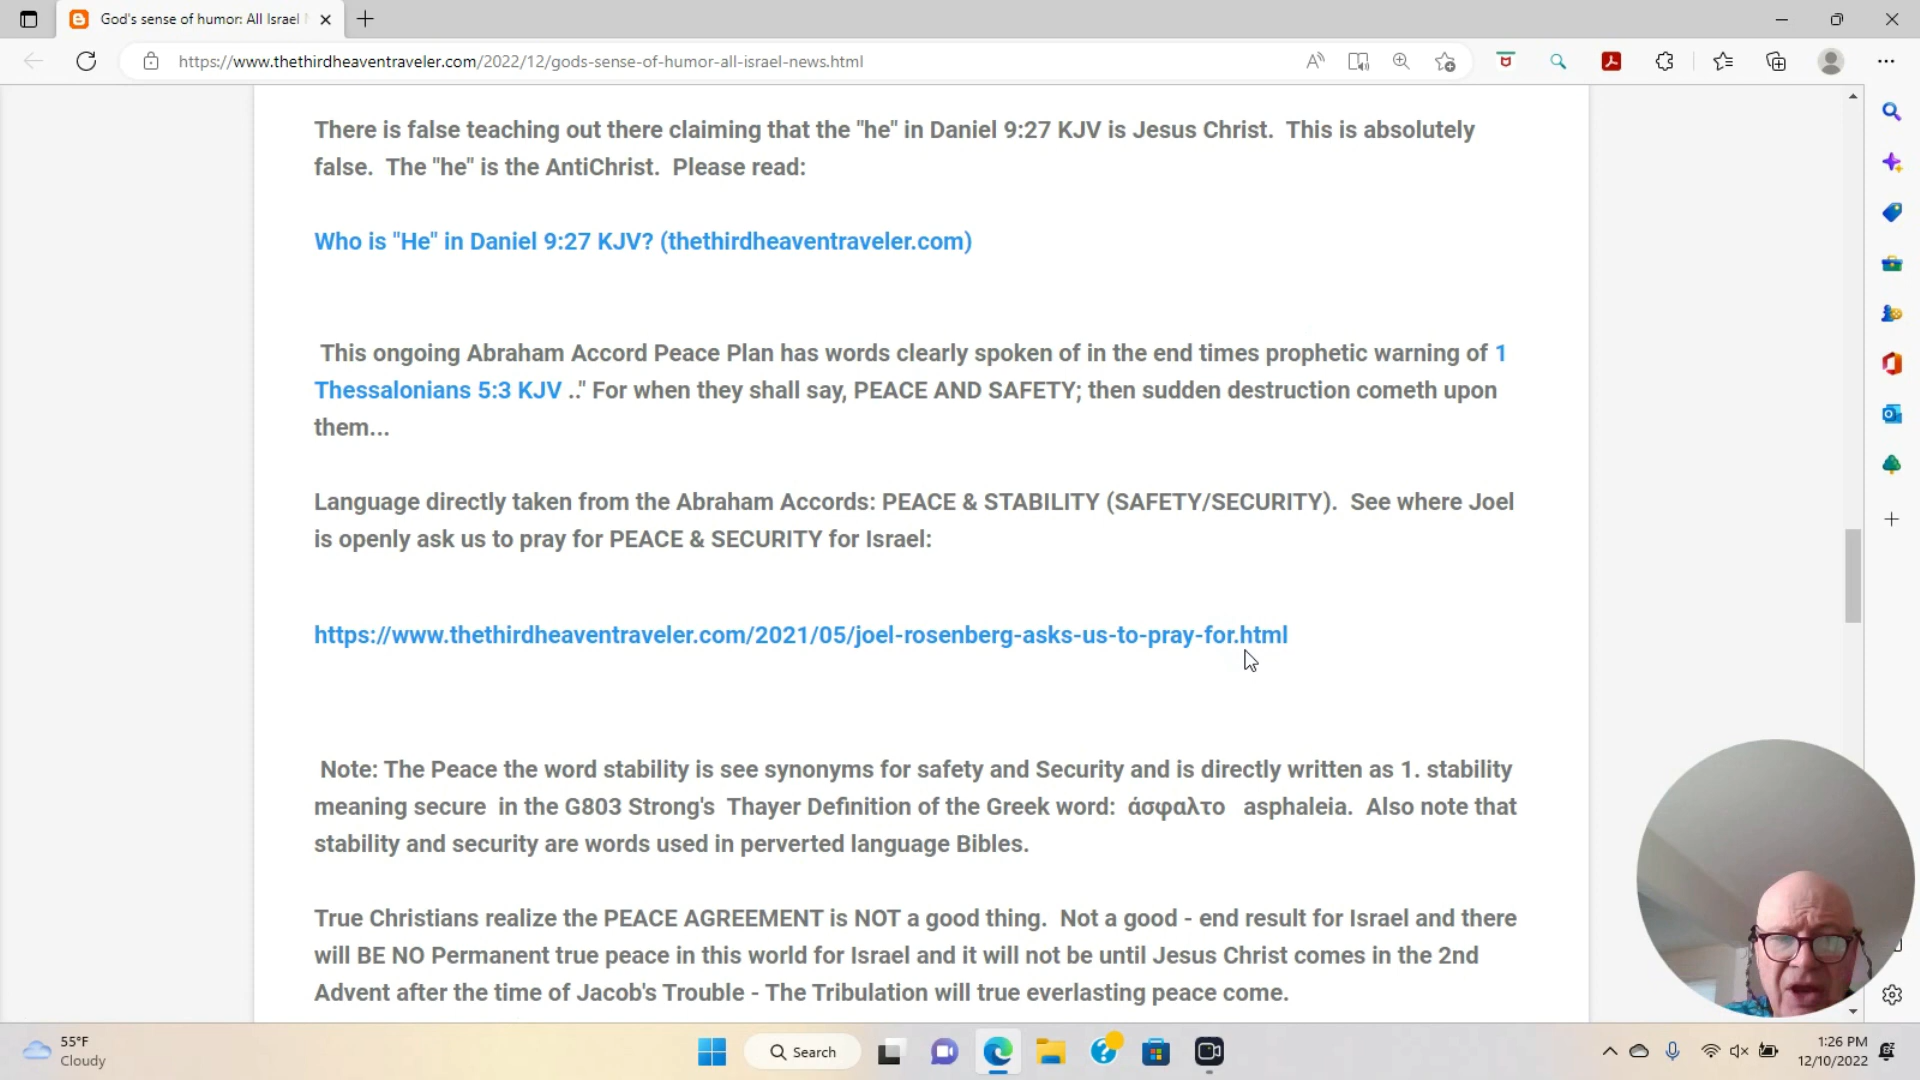 God's sense of humor: All Israel
https://www.thethirdheaventraveler.com/2022/12/gods-sense-of-humor-all-israel-news.html
There is false teaching out there claiming that the "he" in Daniel 9:27 KJV is Jesus Christ.  This is absolutely
false.  The "he" is the AntiChrist.  Please read:
Who is "He" in Daniel 9:27 KJV? (thethirdheaventraveler.com)
This ongoing Abraham Accord Peace Plan has words clearly spoken of in the end times prophetic warning of 1
Thessalonians 5:3 KJV .." For when they shall say, PEACE AND SAFETY; then sudden destruction cometh upon
them...
Language directly taken from the Abraham Accords: PEACE & STABILITY (SAFETY/SECURITY).  See where Joel
is openly ask us to pray for PEACE & SECURITY for Israel:
https://www.thethirdheaventraveler.com/2021/05/joel-rosenberg-asks-us-to-pray-for.html
Note: The Peace the word stability is see synonyms for safety and Security and is directly written as 1. stability
meaning secure  in the G803 Strong's  Thayer Definition of the Greek word:  άσφαλτο  asphaleia.  Also note that
stability and security are words used in perverted language Bibles.
True Christians realize the PEACE AGREEMENT is NOT a good thing.  Not a good - end result for Israel and there
will BE NO Permanent true peace in this world for Israel and it will not be until Jesus Christ comes in the 2nd
Advent after the time of Jacob's Trouble - The Tribulation will true everlasting peace come.
55°F
Cloudy
Search
1:26 PM
12/10/2022